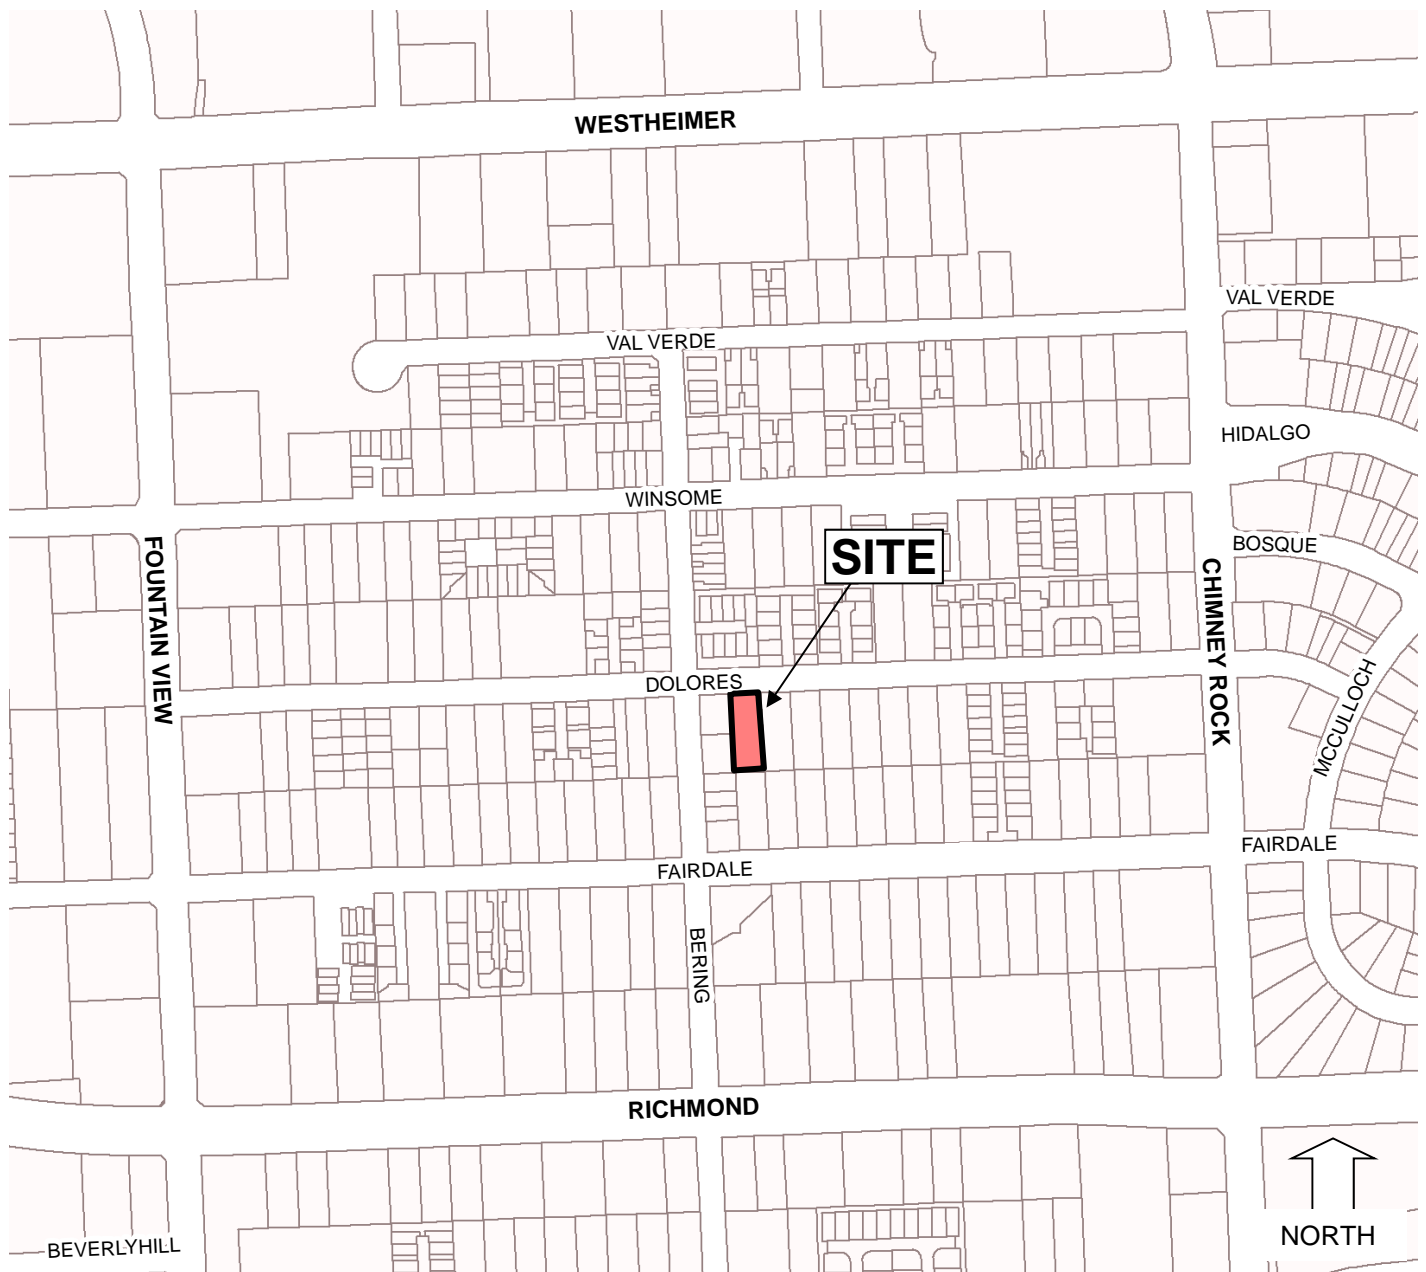 WESTHEIMER
VAL VERDE
VAL VERDE
HIDALGO
WINSOME
BOSQUE
SITE
FOUNTAIN VIEW
CHIMNEY ROCK
DOLORES
MCCULLOCH
FAIRDALE
FAIRDALE
BERING
RICHMOND
NORTH
BEVERLYHILL